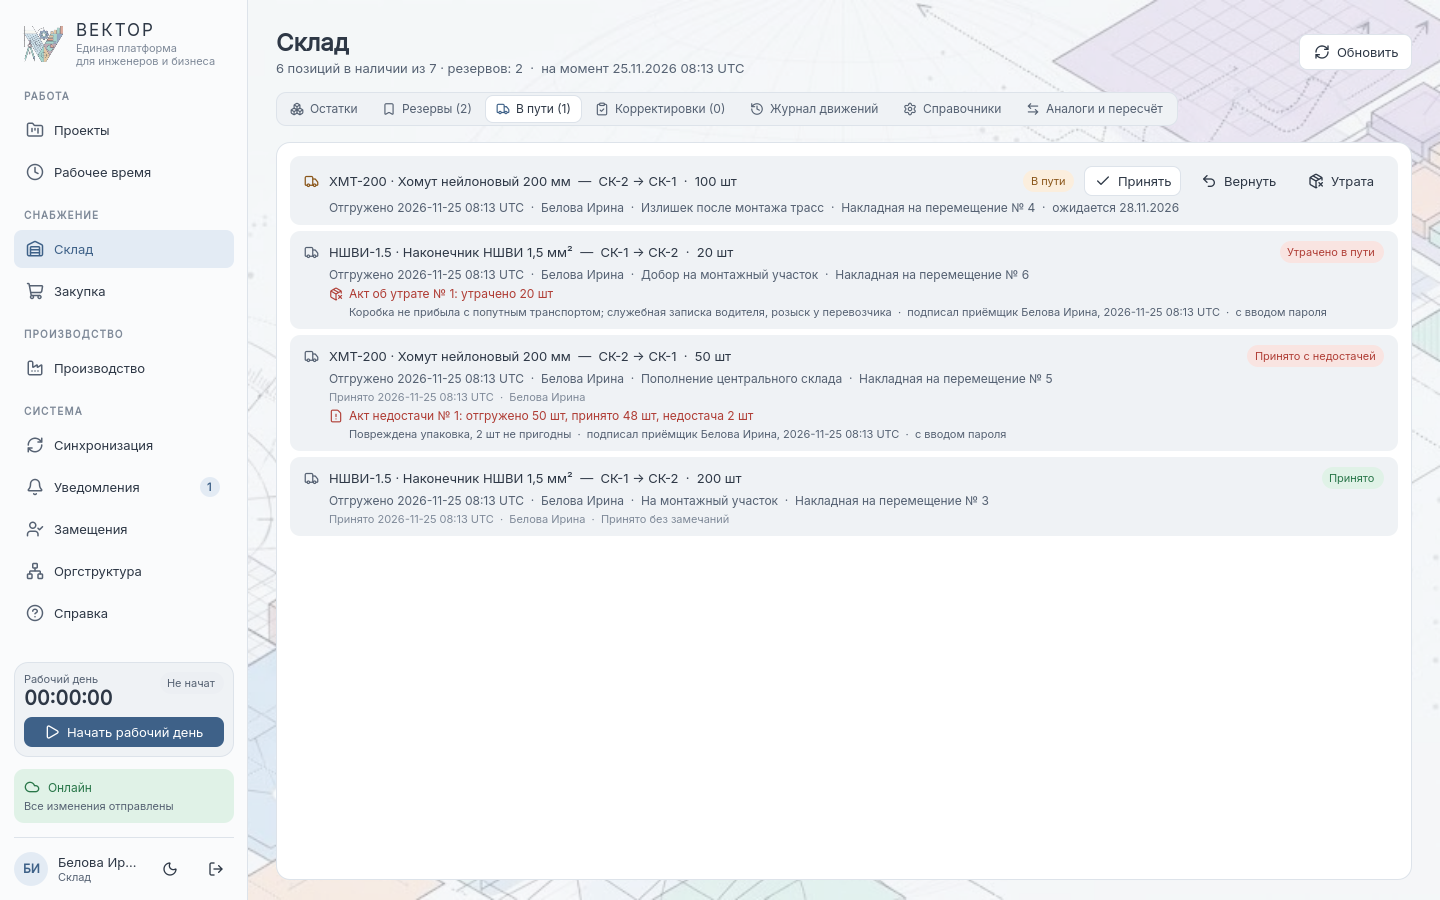 ВЕКТОР
Единая платформа
для инженеров и бизнеса
РАБОТА
Проекты
Рабочее время
СНАБЖЕНИЕ
Склад
Закупка
ПРОИЗВОДСТВО
Производство
СИСТЕМА
Синхронизация
Уведомления 1
Замещения
Оргструктура
Справка
Рабочий день
Не начат
00:00:00
Начать рабочий день
Онлайн
Все изменения отправлены
БИ
Белова Ир...
Склад
Склад
6 позиций в наличии из 7 · резервов: 2 · на момент 25.11.2026 08:13 UTC
Обновить
Остатки
Резервы (2)
В пути (1)
Корректировки (0)
Журнал движений
Справочники
Аналоги и пересчёт
ХМТ-200 · Хомут нейлоновый 200 мм — СК-2 → СК-1 · 100 шт
В пути
Принять
Вернуть
Утрата
Отгружено 2026-11-25 08:13 UTC · Белова Ирина · Излишек после монтажа трасс · Накладная на перемещение № 4 · ожидается 28.11.2026
НШВИ-1.5 · Наконечник НШВИ 1,5 мм² — СК-1 → СК-2 · 20 шт
Утрачено в пути
Отгружено 2026-11-25 08:13 UTC · Белова Ирина · Добор на монтажный участок · Накладная на перемещение № 6
Акт об утрате № 1: утрачено 20 шт
Коробка не прибыла с попутным транспортом; служебная записка водителя, розыск у перевозчика · подписал приёмщик Белова Ирина, 2026-11-25 08:13 UTC · с вводом пароля
ХМТ-200 · Хомут нейлоновый 200 мм — СК-2 → СК-1 · 50 шт
Принято с недостачей
Отгружено 2026-11-25 08:13 UTC · Белова Ирина · Пополнение центрального склада · Накладная на перемещение № 5
Принято 2026-11-25 08:13 UTC · Белова Ирина
Акт недостачи № 1: отгружено 50 шт, принято 48 шт, недостача 2 шт
Повреждена упаковка, 2 шт не пригодны · подписал приёмщик Белова Ирина, 2026-11-25 08:13 UTC · с вводом пароля
НШВИ-1.5 · Наконечник НШВИ 1,5 мм² — СК-1 → СК-2 · 200 шт
Принято
Отгружено 2026-11-25 08:13 UTC · Белова Ирина · На монтажный участок · Накладная на перемещение № 3
Принято 2026-11-25 08:13 UTC · Белова Ирина · Принято без замечаний